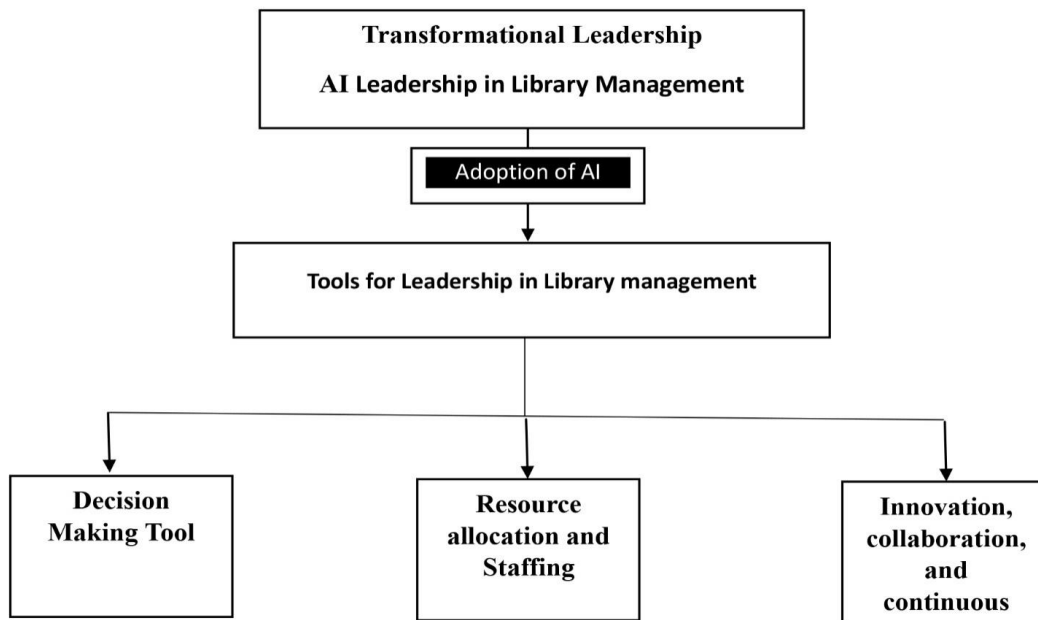 Transformational Leadership
AI Leadership in Library Management
Adoption of AI
Tools for Leadership in Library management
Decision
Making Tool
Resource
allocation and
Staffing
Innovation,
collaboration,
and
continuous